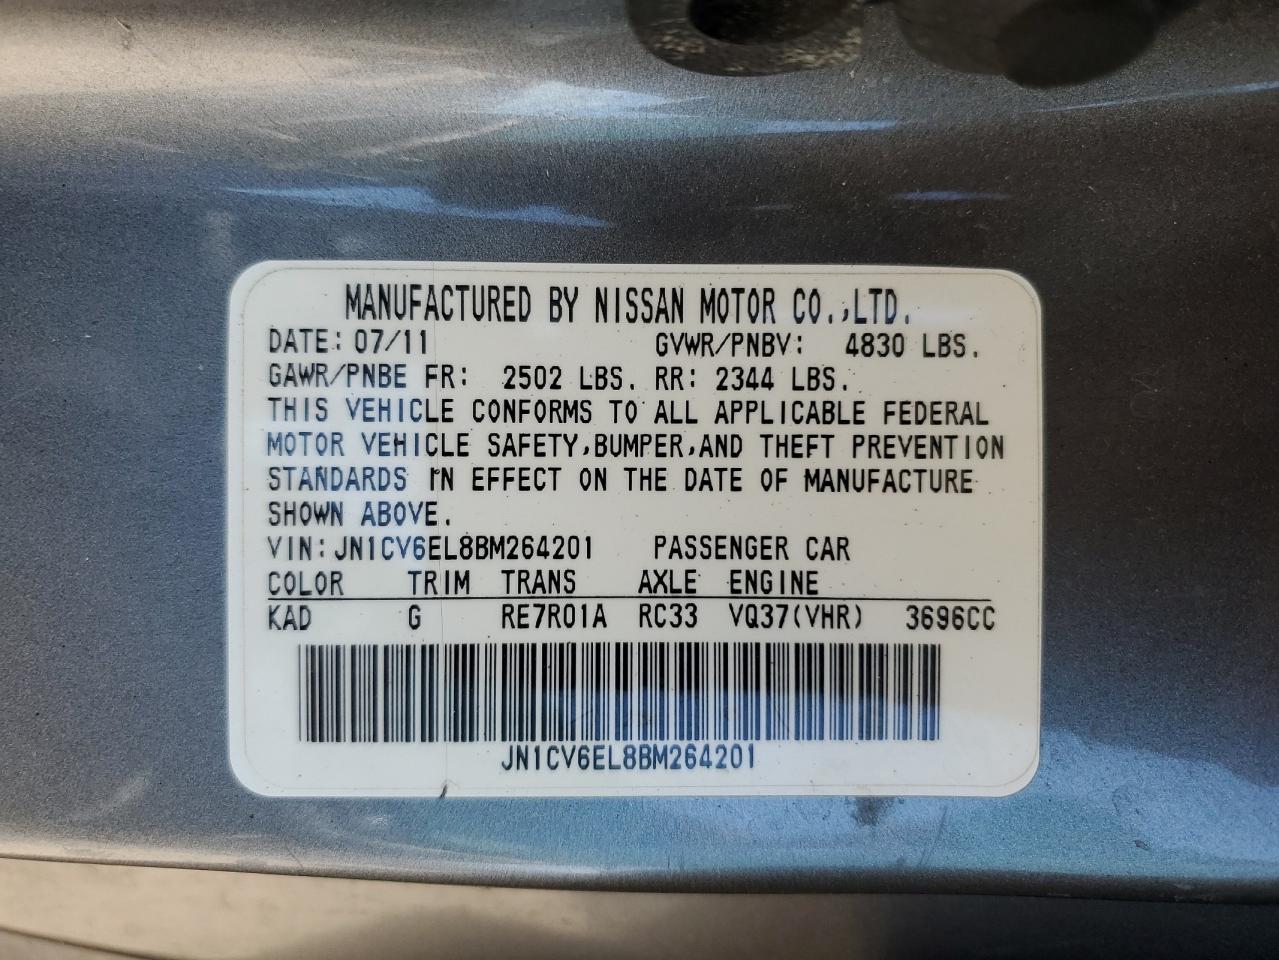 MANUFACTURED BY NISSAN MOTOR CO.,LTD.
DATE: 07/11 GVWR/PNBV: 4830 LBS.
GAWR/PNBE FR: 2502 LBS. RR: 2344 LBS.
THIS VEHICLE CONFORMS TO ALL APPLICABLE FEDERAL
MOTOR VEHICLE SAFETY,BUMPER,AND THEFT PREVENTION
STANDARDS IN EFFECT ON THE DATE OF MANUFACTURE
SHOWN ABOVE.
VIN: JN1CV6EL8BM264201 PASSENGER CAR
COLOR TRIM TRANS AXLE ENGINE
KAD G RE7R01A RC33 VQ37(VHR) 3696CC
JN1CV6EL8BM264201